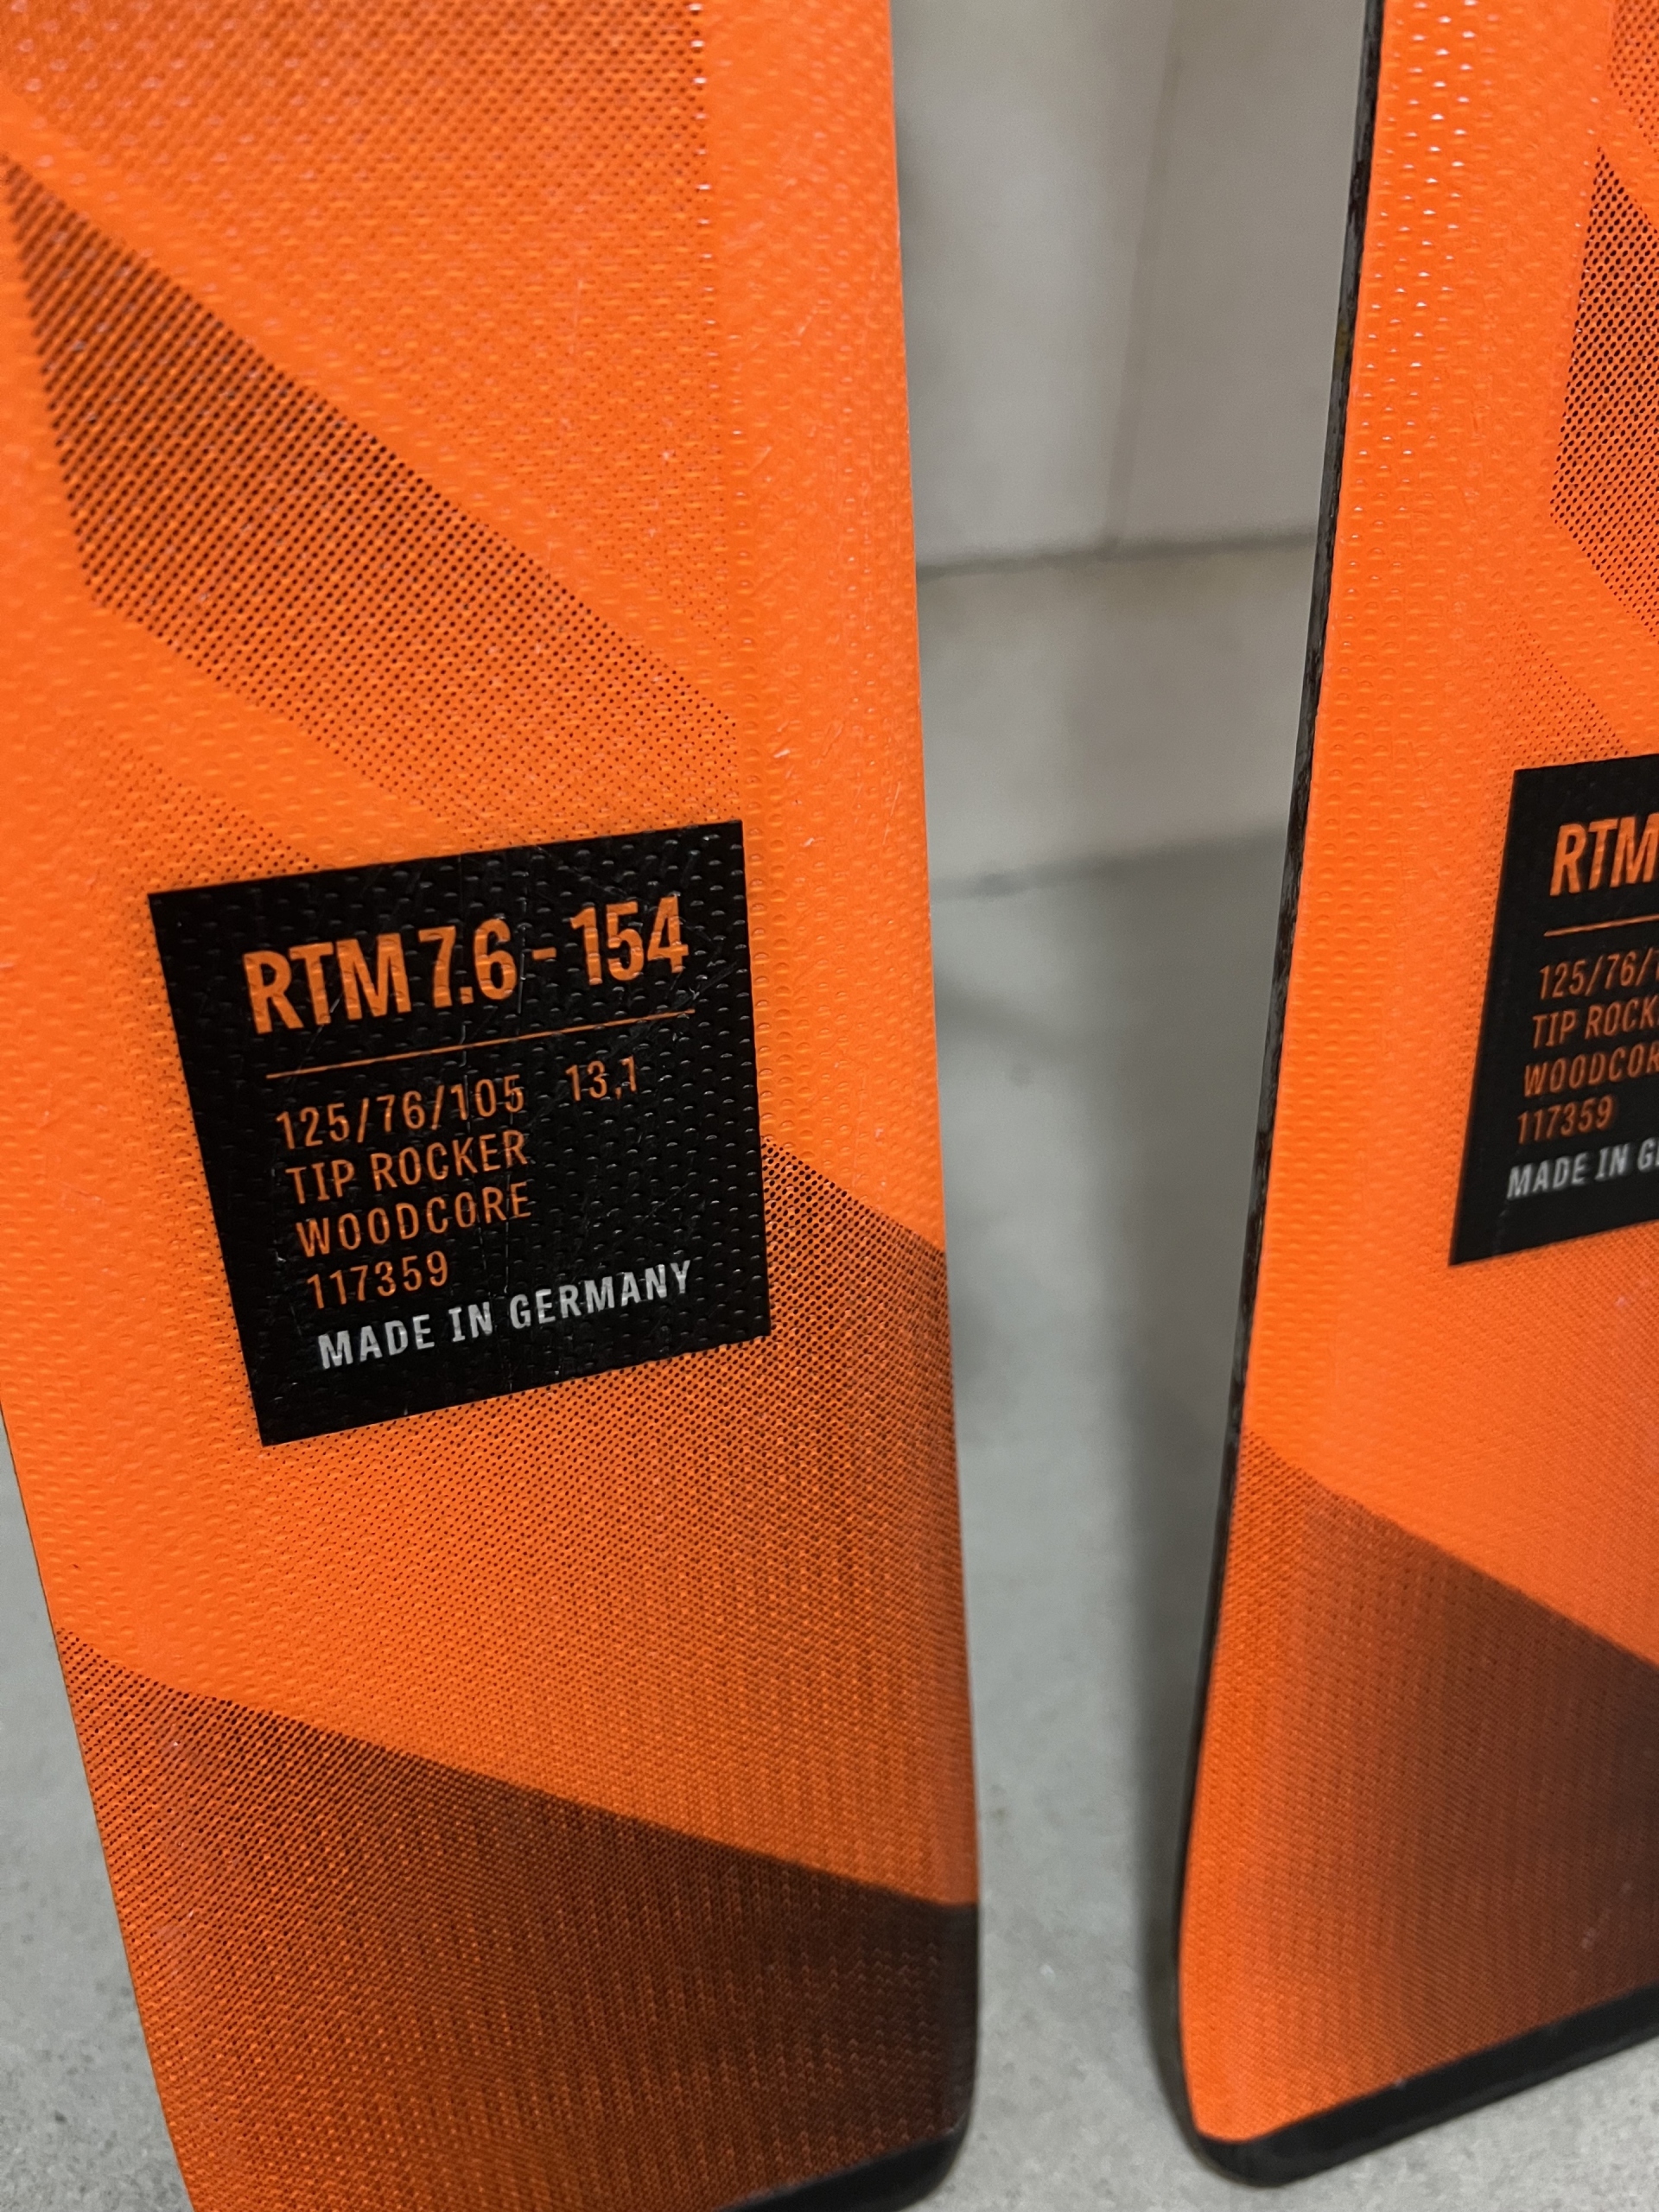 RTM 7.6 - 154
125/76/105 13,1
TIP ROCKER
WOODCORE
117359
MADE IN GERMANY
RTM
125/76/
TIP ROCK
WOODCOR
117359
MADE IN G